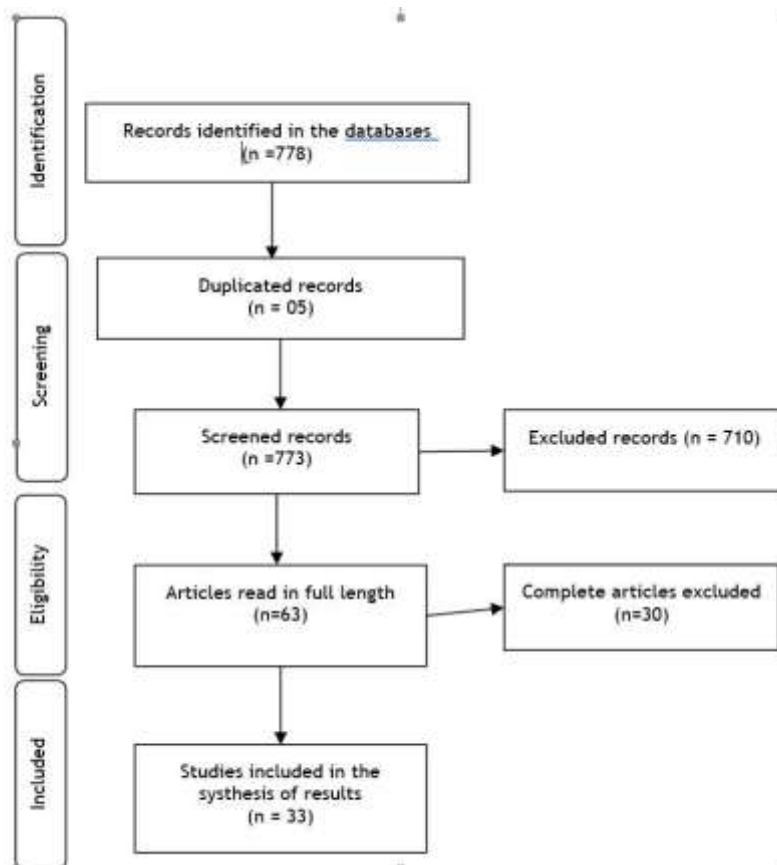 Identification
Records identified in the databases
(n =778)
Duplicated records
(n = 05)
Screening
Screened records
(n =773)
Excluded records (n = 710)
Eligibility
Articles read in full length
(n=63)
Complete articles excluded
(n=30)
Included
Studies included in the
systhesis of results
(n = 33)